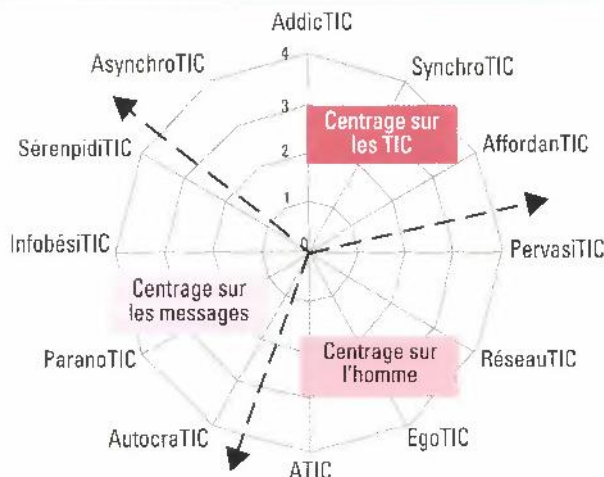 AddicTIC
4
AsynchroTIC
SynchroTIC
3
Centrage sur
les TIC
SérenpidiTIC
2
AffordanTIC
1
0
InfobésiTIC
PervasiTIC
Centrage sur
les messages
Centrage sur
l'homme
ParanoTIC
RéseauTIC
AutocraTIC
EgoTIC
ATIC